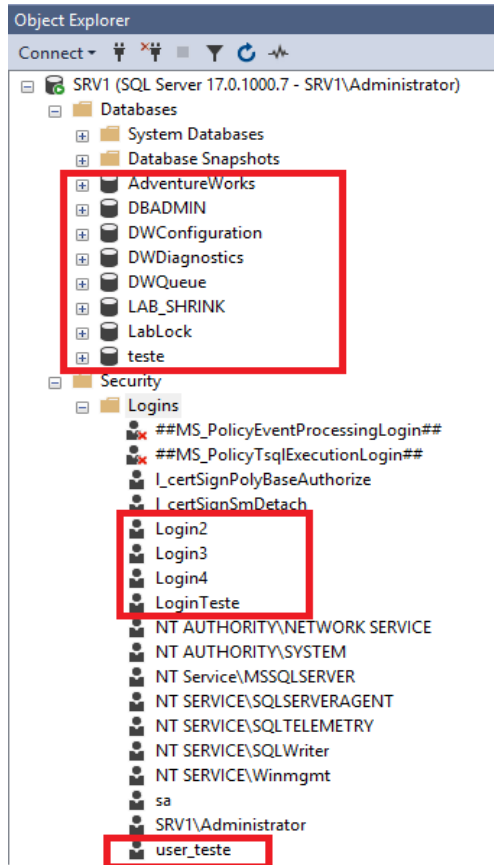 Object Explorer
Connect
SRV1 (SQL Server 17.0.1000.7 - SRV1\Administrator)
Databases
System Databases
Database Snapshots
AdventureWorks
DBADMIN
DWConfiguration
DWDiagnostics
DWQueue
LAB_SHRINK
LabLock
teste
Security
Logins
##MS_PolicyEventProcessingLogin##
##MS_PolicyTsqlExecutionLogin##
l_certSignPolyBaseAuthorize
l_certSignSmDetach
Login2
Login3
Login4
LoginTeste
NT AUTHORITY\NETWORK SERVICE
NT AUTHORITY\SYSTEM
NT Service\MSSQLSERVER
NT SERVICE\SQLSERVERAGENT
NT SERVICE\SQLTELEMETRY
NT SERVICE\SQLWriter
NT SERVICE\Winmgmt
sa
SRV1\Administrator
user_teste